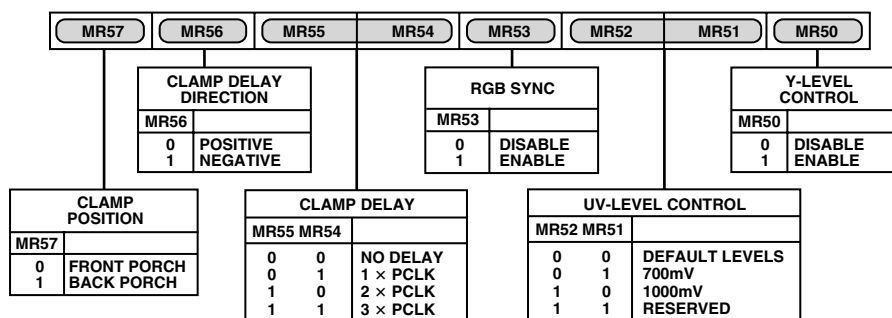 MR57 MR56 MR55 MR54 MR53 MR52 MR51 MR50
CLAMP DELAY
DIRECTION
MR56
0 POSITIVE
1 NEGATIVE
RGB SYNC
MR53
0 DISABLE
1 ENABLE
Y-LEVEL
CONTROL
MR50
0 DISABLE
1 ENABLE
CLAMP
POSITION
MR57
0 FRONT PORCH
1 BACK PORCH
CLAMP DELAY
MR55 MR54
0 0 NO DELAY
0 1 1 × PCLK
1 0 2 × PCLK
1 1 3 × PCLK
UV-LEVEL CONTROL
MR52 MR51
0 0 DEFAULT LEVELS
0 1 700mV
1 0 1000mV
1 1 RESERVED